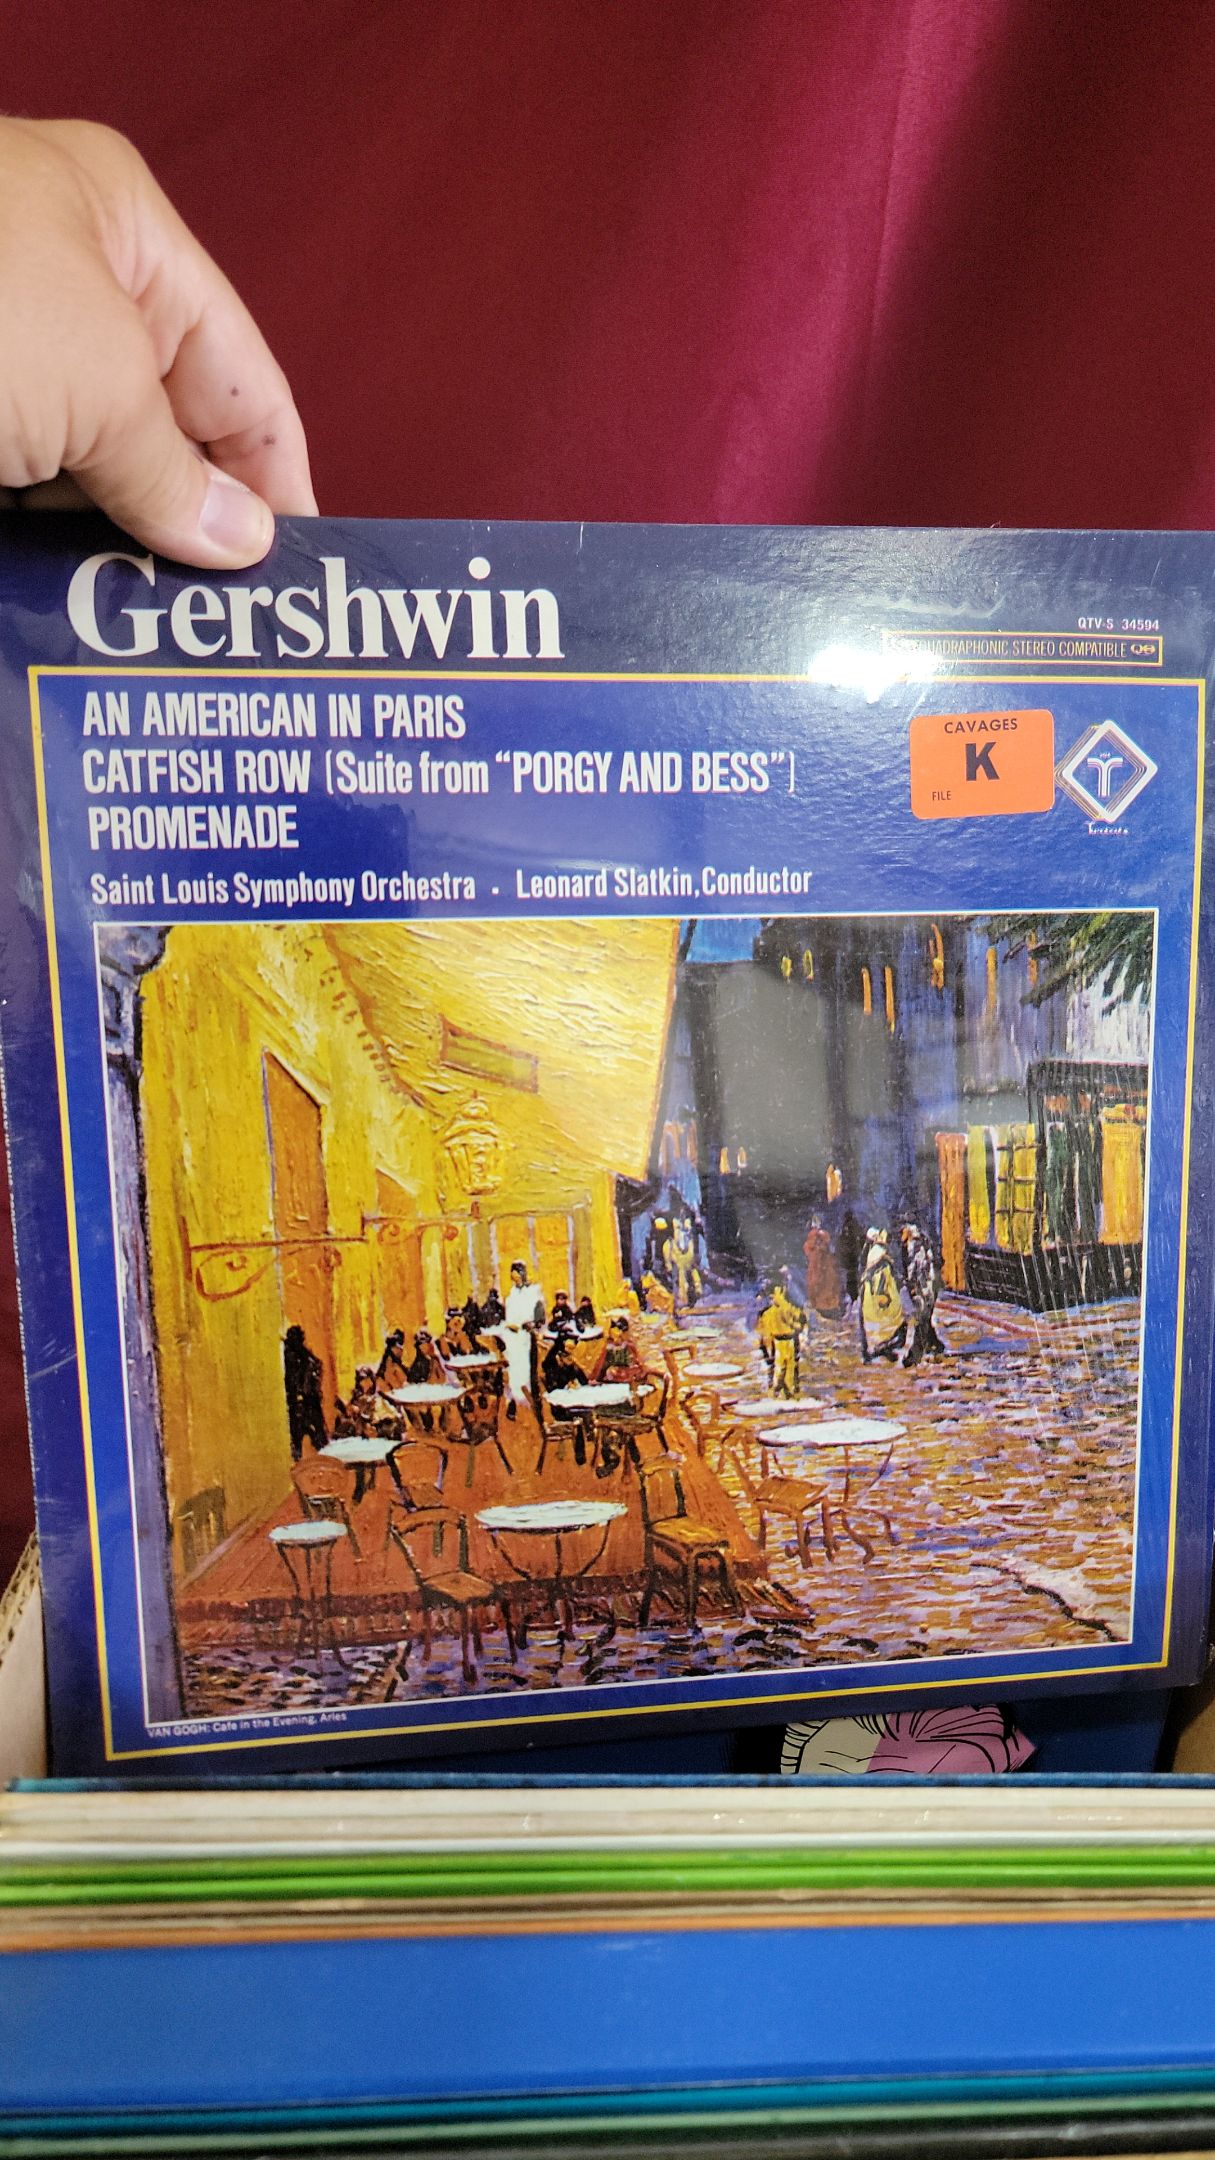 Gershwin
QTV-S 34594
QUADRAPHONIC STEREO COMPATIBLE QS
AN AMERICAN IN PARIS
CATFISH ROW (Suite from "PORGY AND BESS")
PROMENADE
CAVAGES
K
FILE
Saint Louis Symphony Orchestra • Leonard Slatkin, Conductor
VAN GOGH: Cafe in the Evening, Arles